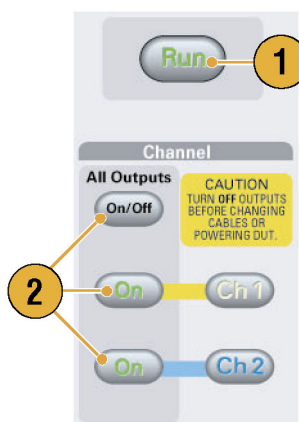 Run
1
Channel
All Outputs
On/Off
CAUTION
TURN OFF OUTPUTS
BEFORE CHANGING
CABLES OR
POWERING DUT.
2
On
Ch 1
On
Ch 2